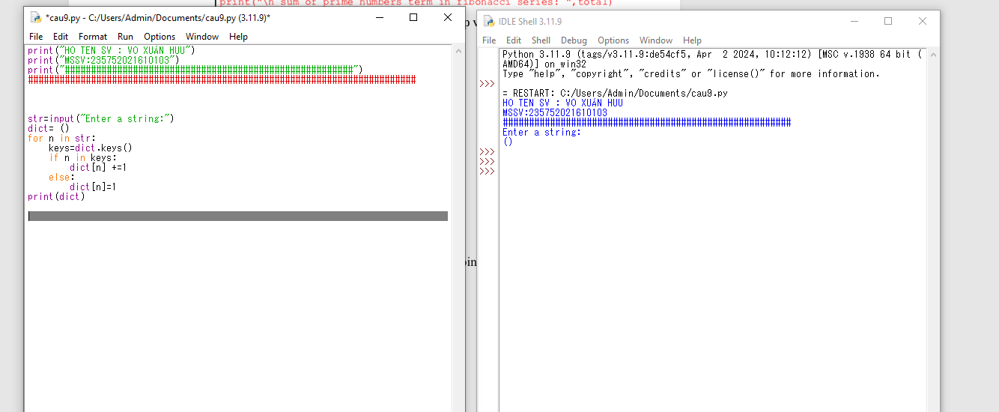 print("\n sum of prime numbers term in fibonacci series: ",total)
*cau9.py - C:/Users/Admin/Documents/cau9.py (3.11.9)*
File Edit Format Run Options Window Help
print("HO TEN SV : VO XUÁN HUU")
print("MSSV:235752021610103")
print("#######################################################")
##########################################################################
str=input("Enter a string:")
dict= ()
for n in str:
    keys=dict.keys()
    if n in keys:
        dict[n] +=1
    else:
        dict[n]=1
print(dict)
IDLE Shell 3.11.9
File Edit Shell Debug Options Window Help
Python 3.11.9 (tags/v3.11.9:de54cf5, Apr  2 2024, 10:12:12) [MSC v.1938 64 bit (
AMD64)] on win32
Type "help", "copyright", "credits" or "license()" for more information.
>>>
= RESTART: C:/Users/Admin/Documents/cau9.py
HO TEN SV : VO XUÁN HUU
MSSV:235752021610103
#######################################################
Enter a string:
()
>>>
>>>
>>>